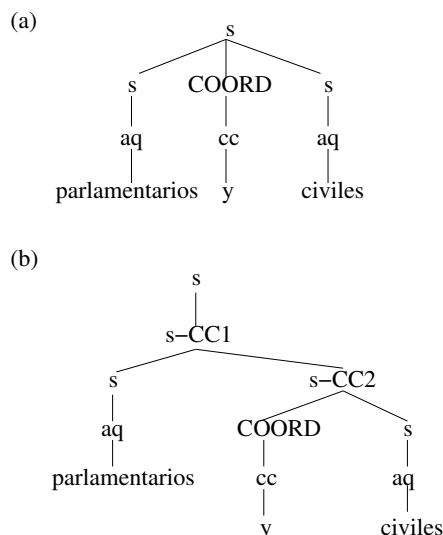 (a)
s
s COORD s
aq cc aq
parlamentarios y civiles
(b)
s
s–CC1
s s–CC2
aq COORD s
parlamentarios cc aq
y civiles